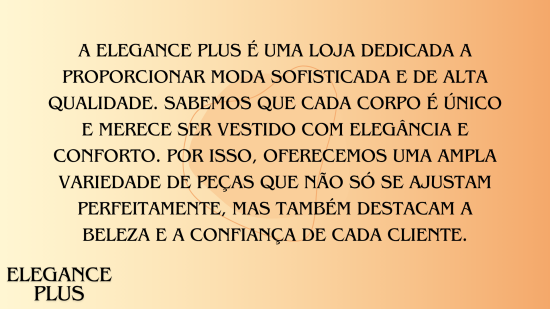 A ELEGANCE PLUS É UMA LOJA DEDICADA A
PROPORCIONAR MODA SOFISTICADA E DE ALTA
QUALIDADE. SABEMOS QUE CADA CORPO É ÚNICO
E MERECE SER VESTIDO COM ELEGÂNCIA E
CONFORTO. POR ISSO, OFERECEMOS UMA AMPLA
VARIEDADE DE PEÇAS QUE NÃO SÓ SE AJUSTAM
PERFEITAMENTE, MAS TAMBÉM DESTACAM A
BELEZA E A CONFIANÇA DE CADA CLIENTE.
ELEGANCE
PLUS